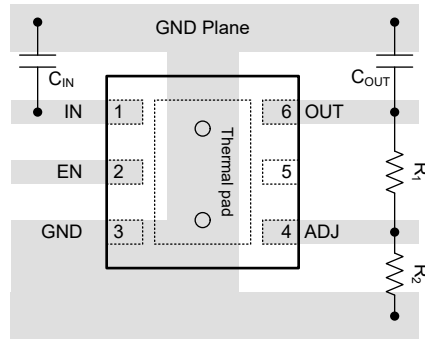 GND Plane
CIN
COUT
IN 1
6 OUT
Thermal pad
EN 2
5
R1
GND 3
4 ADJ
R2